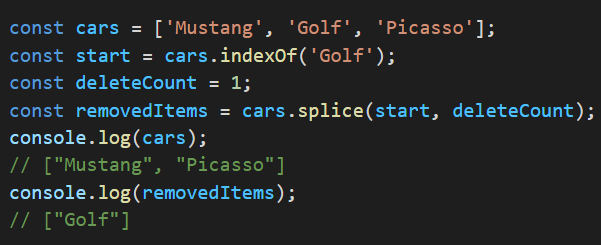 const cars = ['Mustang', 'Golf', 'Picasso'];
const start = cars.indexOf('Golf');
const deleteCount = 1;
const removedItems = cars.splice(start, deleteCount);
console.log(cars);
// ["Mustang", "Picasso"]
console.log(removedItems);
// ["Golf"]